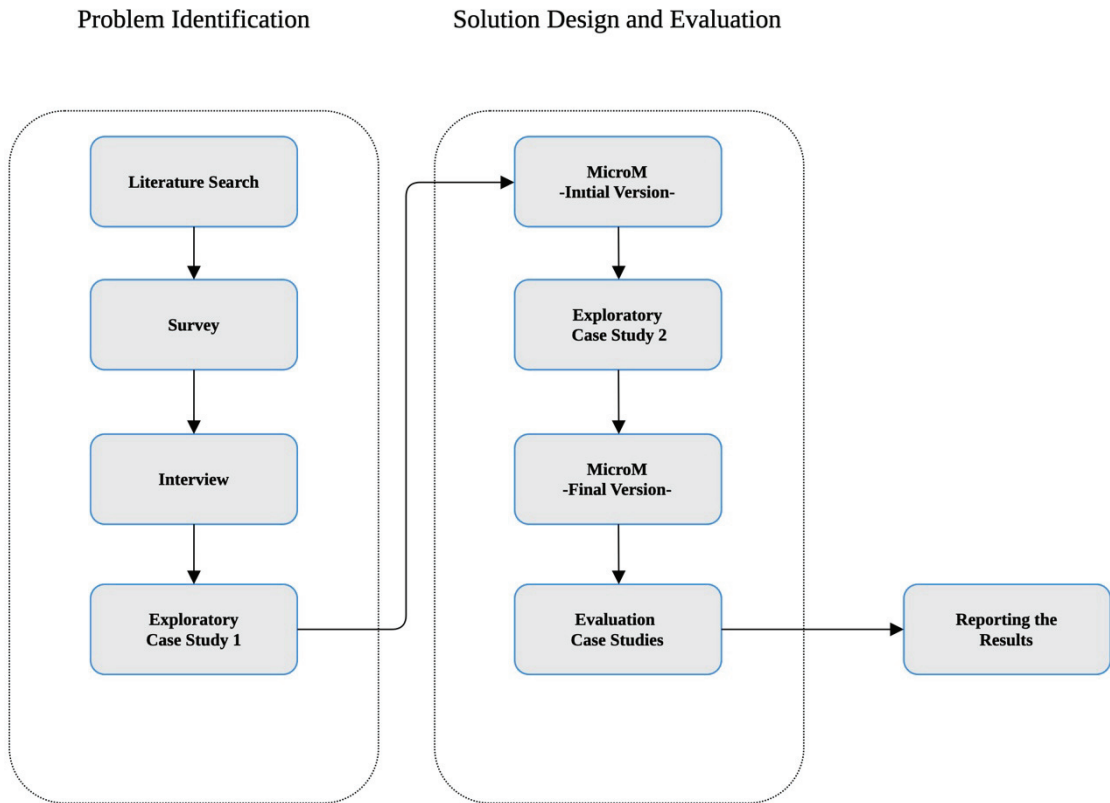 Problem Identification
Solution Design and Evaluation
Literature Search
Survey
Interview
Exploratory
Case Study 1
MicroM
-Inıtial Version-
Exploratory
Case Study 2
MicroM
-Final Version-
Evaluation
Case Studies
Reporting the
Results